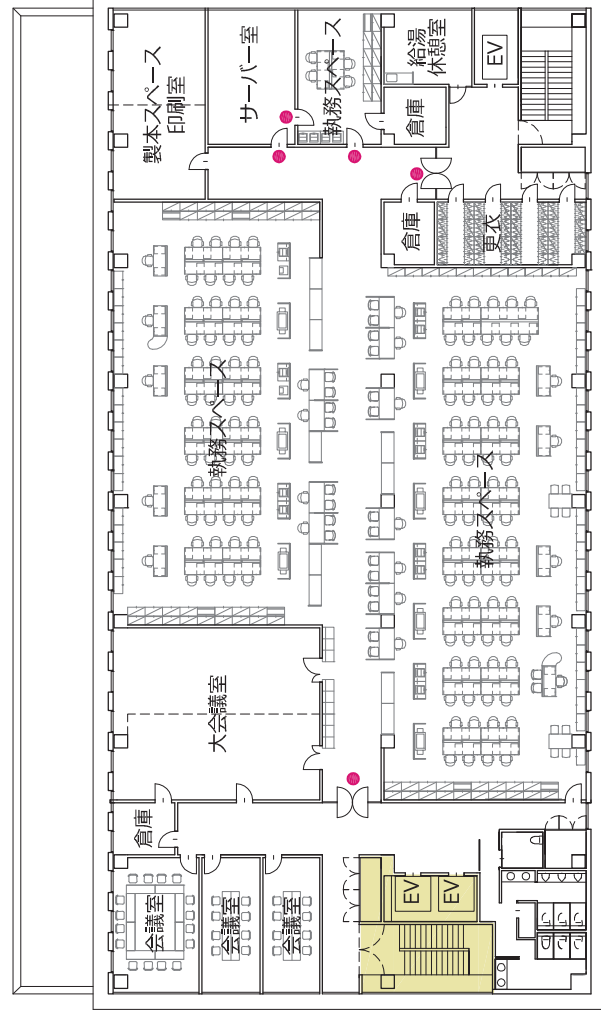 製本スペース
印刷室
サーバー室
執務スペース
給湯
休憩室
EV
倉庫
倉庫
更衣
執務スペース
執務スペース
大会議室
倉庫
会議室
会議室
会議室
EV
EV